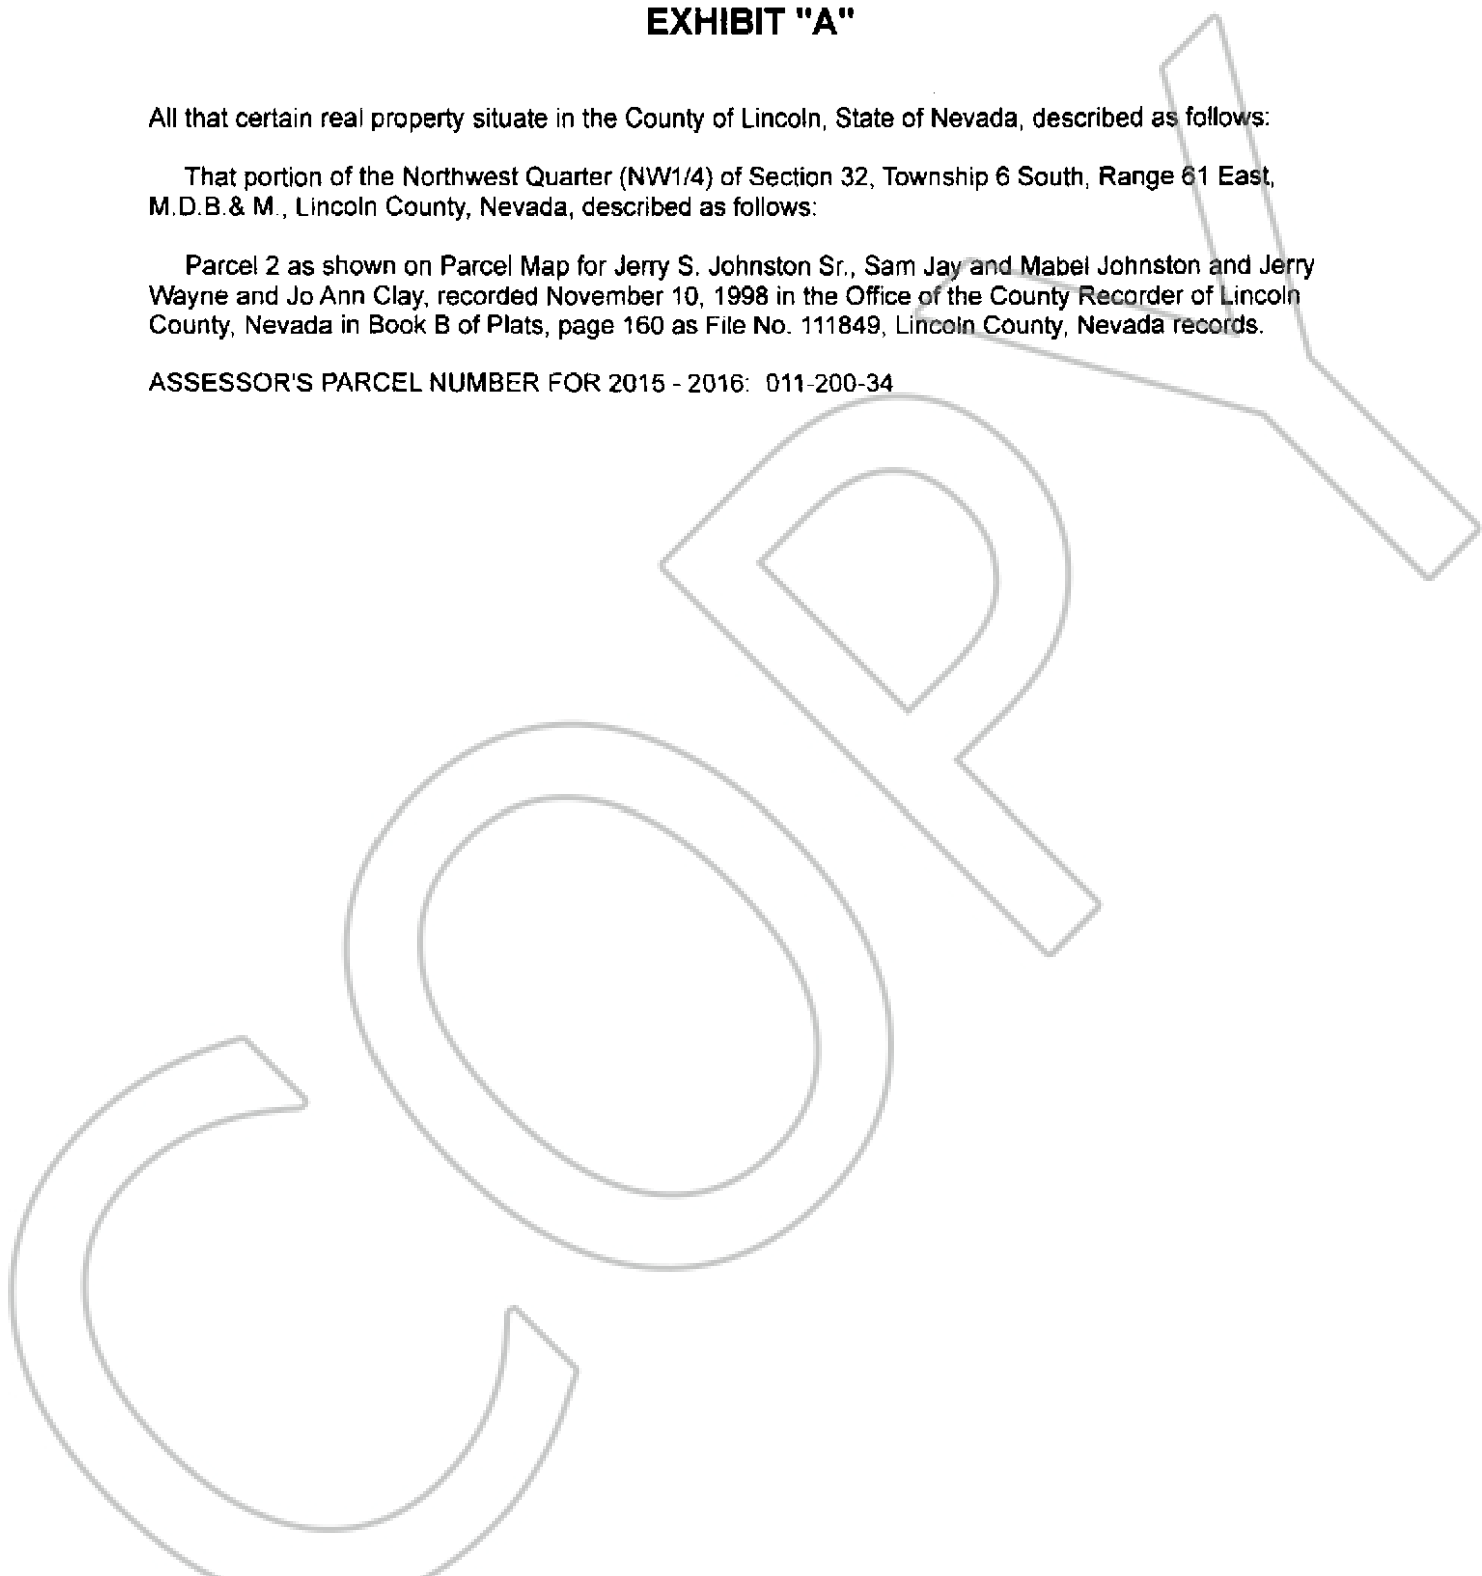 EXHIBIT "A"
All that certain real property situate in the County of Lincoln, State of Nevada, described as follows:
That portion of the Northwest Quarter (NW1/4) of Section 32, Township 6 South, Range 61 East,
M.D.B.& M., Lincoln County, Nevada, described as follows:
Parcel 2 as shown on Parcel Map for Jerry S. Johnston Sr., Sam Jay and Mabel Johnston and Jerry
Wayne and Jo Ann Clay, recorded November 10, 1998 in the Office of the County Recorder of Lincoln
County, Nevada in Book B of Plats, page 160 as File No. 111849, Lincoln County, Nevada records.
ASSESSOR'S PARCEL NUMBER FOR 2015 - 2016: 011-200-34
COPY